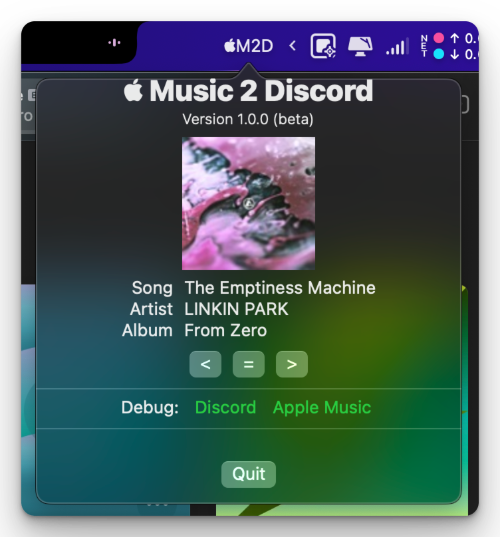 M2D
NET
↑ 0.
↓ 0.
Music 2 Discord
Version 1.0.0 (beta)
Song The Emptiness Machine
Artist LINKIN PARK
Album From Zero
< = >
Debug: Discord Apple Music
Quit